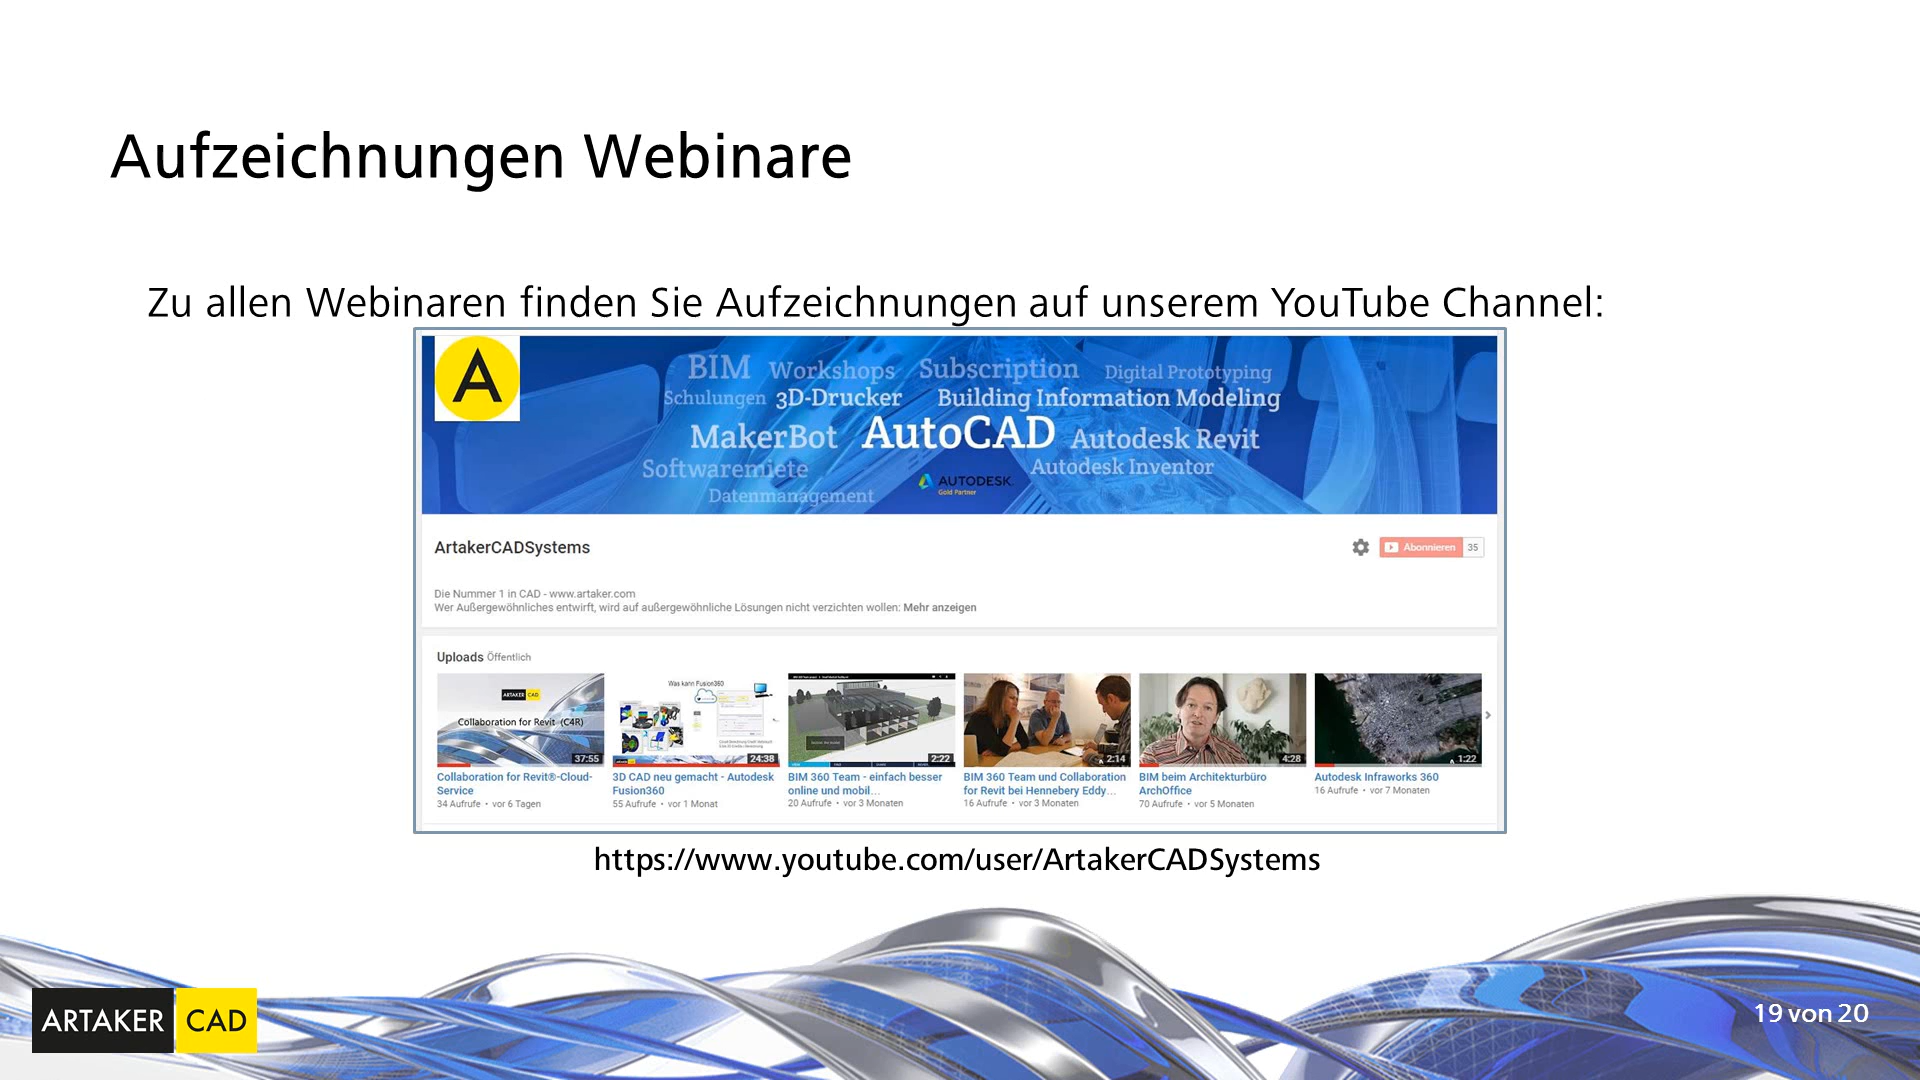 Aufzeichnungen Webinare
Zu allen Webinaren finden Sie Aufzeichnungen auf unserem YouTube Channel:
A
BIM Workshops Subscription Digital Prototyping
Schulungen 3D-Drucker Building Information Modeling
MakerBot AutoCAD Autodesk Revit
Softwaremiete Autodesk Inventor
AUTODESK
Gold Partner
Datenmanagement
ArtakerCADSystems
Abonnieren 35
Die Nummer 1 in CAD - www.artaker.com
Wer Außergewöhnliches entwirft, wird auf außergewöhnliche Lösungen nicht verzichten wollen: Mehr anzeigen
Uploads Öffentlich
ARTAKER CAD
Collaboration for Revit (C4R)
37:55
Collaboration for Revit®-Cloud-
Service
34 Aufrufe • vor 6 Tagen
Was kann Fusion360
24:38
3D CAD neu gemacht - Autodesk
Fusion360
55 Aufrufe • vor 1 Monat
2:22
BIM 360 Team - einfach besser
online und mobil...
20 Aufrufe • vor 3 Monaten
2:14
BIM 360 Team und Collaboration
for Revit bei Hennebery Eddy...
16 Aufrufe • vor 3 Monaten
4:28
BIM beim Architekturbüro
ArchOffice
70 Aufrufe • vor 5 Monaten
1:22
Autodesk Infraworks 360
16 Aufrufe • vor 7 Monaten
https://www.youtube.com/user/ArtakerCADSystems
ARTAKER CAD
19 von 20